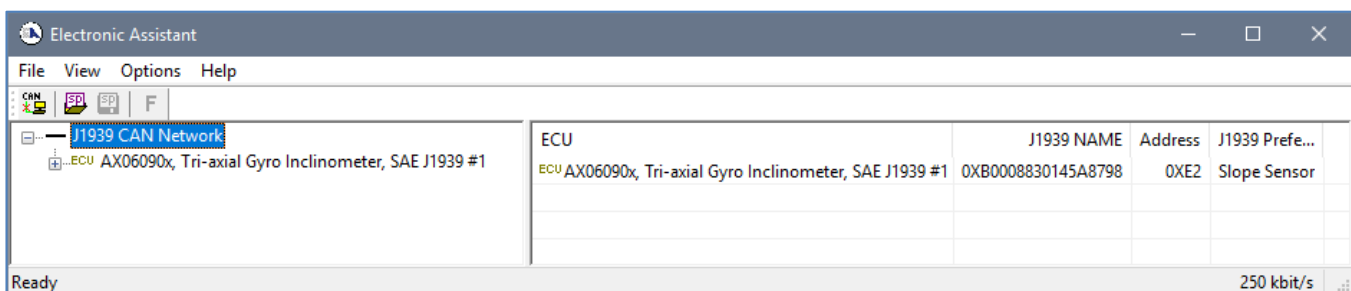 Electronic Assistant
File View Options Help
CAN SP SP F
J1939 CAN Network
ECU AX06090x, Tri-axial Gyro Inclinometer, SAE J1939 #1
ECU J1939 NAME Address J1939 Prefe...
ECU AX06090x, Tri-axial Gyro Inclinometer, SAE J1939 #1 0XB0008830145A8798 0XE2 Slope Sensor
Ready 250 kbit/s